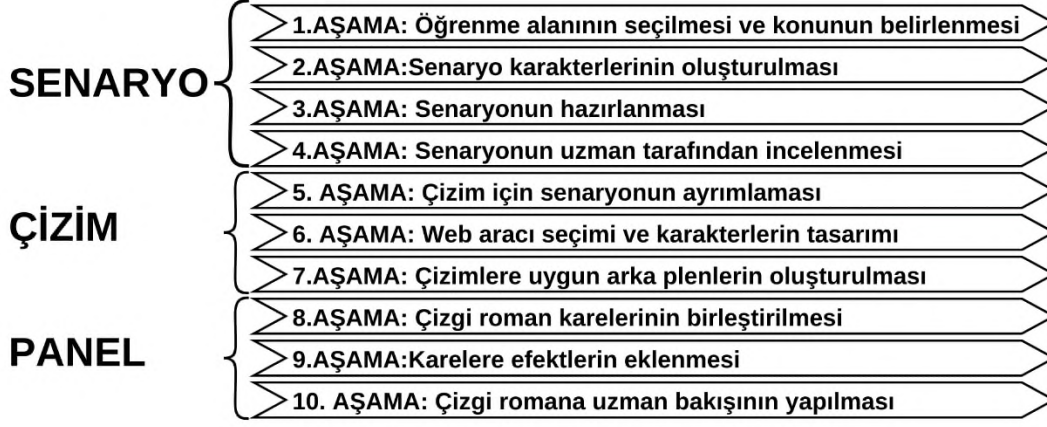 SENARYO
1.AŞAMA: Öğrenme alanının seçilmesi ve konunun belirlenmesi
2.AŞAMA:Senaryo karakterlerinin oluşturulması
3.AŞAMA: Senaryonun hazırlanması
4.AŞAMA: Senaryonun uzman tarafından incelenmesi
ÇİZİM
5. AŞAMA: Çizim için senaryonun ayrımlaması
6. AŞAMA: Web aracı seçimi ve karakterlerin tasarımı
7.AŞAMA: Çizimlere uygun arka plenlerin oluşturulması
PANEL
8.AŞAMA: Çizgi roman karelerinin birleştirilmesi
9.AŞAMA:Karelere efektlerin eklenmesi
10. AŞAMA: Çizgi romana uzman bakışının yapılması